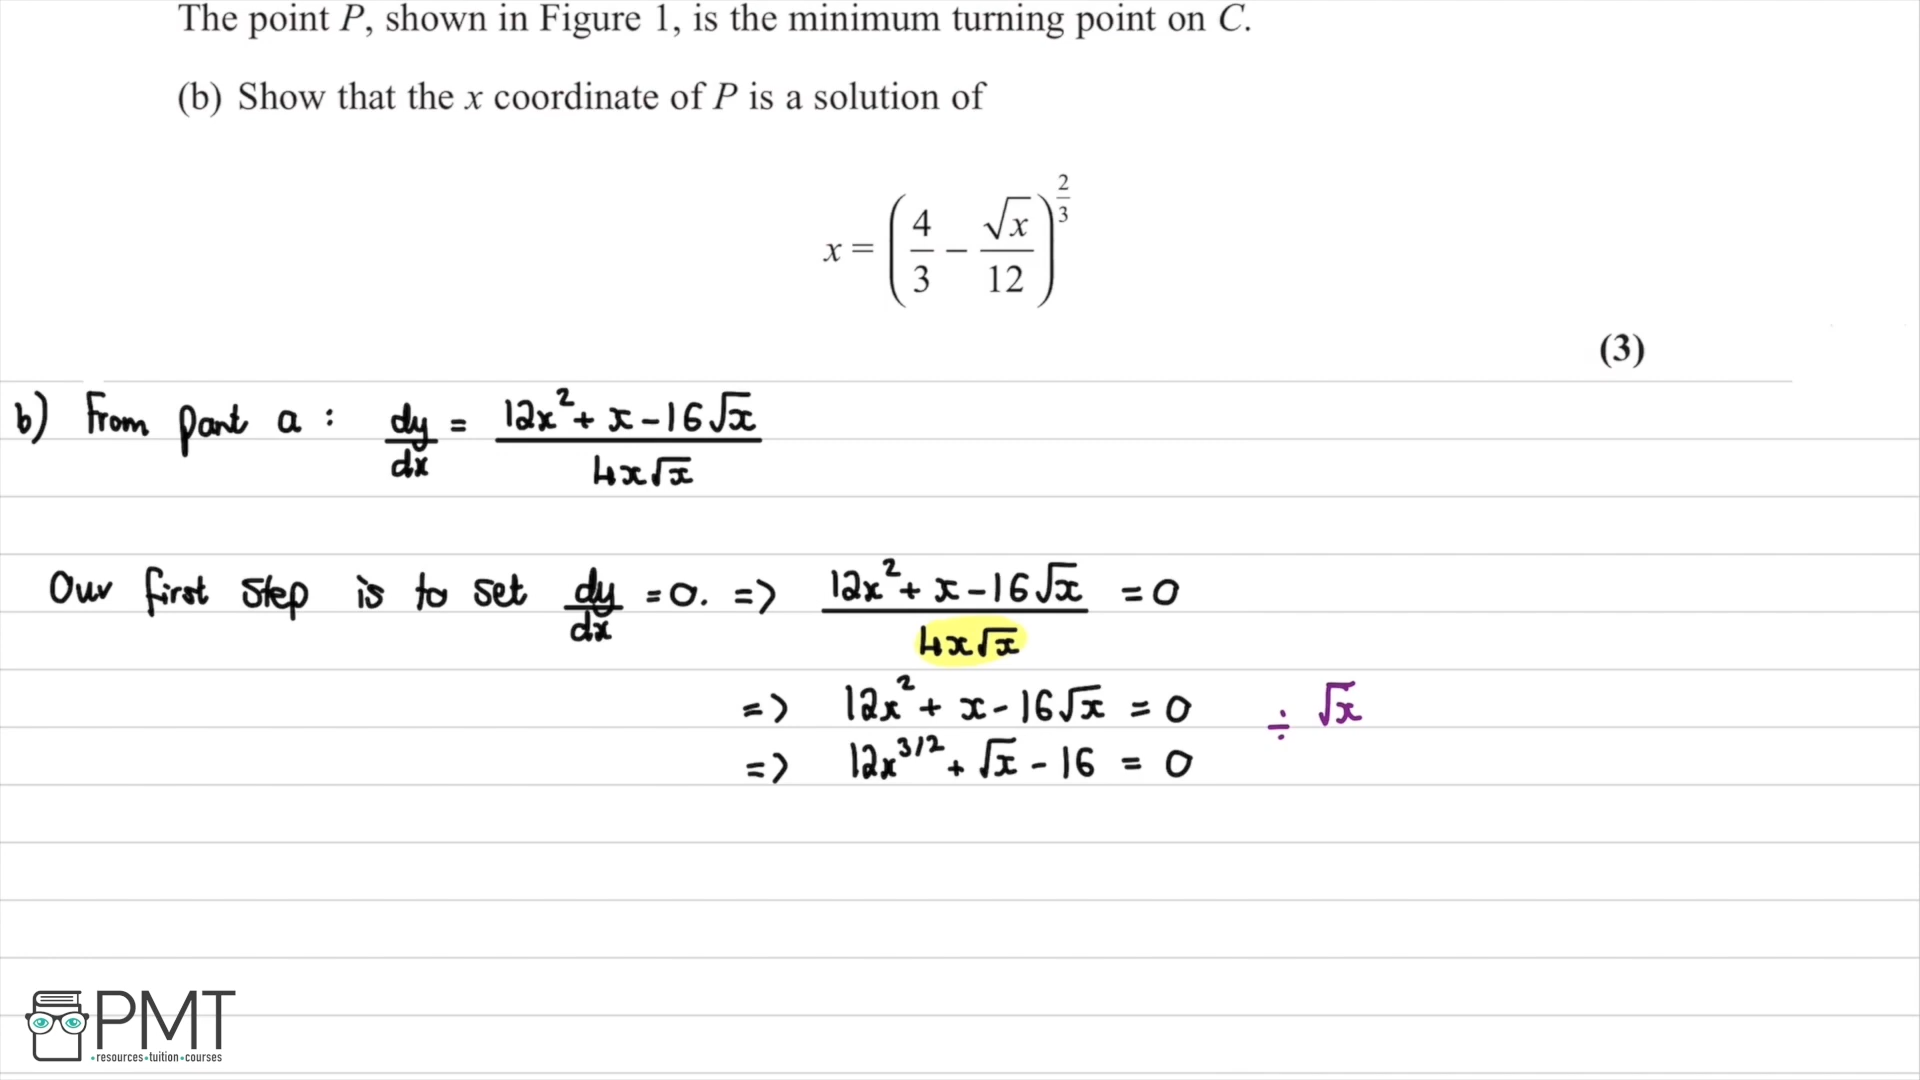 The point P, shown in Figure 1, is the minimum turning point on C.
(b) Show that the x coordinate of P is a solution of
x = (4/3 − √x/12)^(2/3)
(3)
b) From part a : dy/dx = (12x² + x − 16√x)/(4x√x)
Our first step is to set dy/dx = 0. => (12x² + x − 16√x)/(4x√x) = 0
=> 12x² + x − 16√x = 0 ÷ √x
=> 12x^(3/2) + √x − 16 = 0
PMT
•resources•tuition•courses